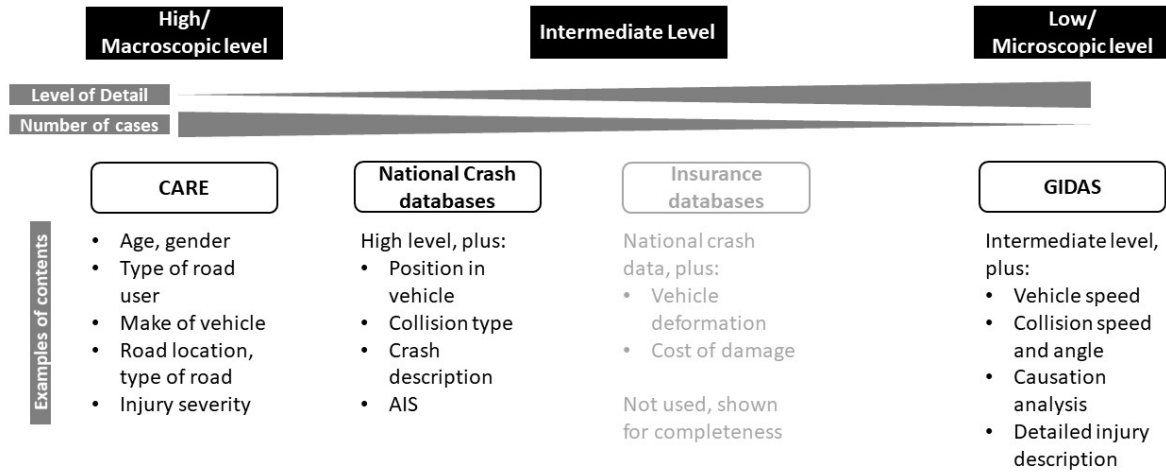 High/
Macroscopic level
Intermediate Level
Low/
Microscopic level
Level of Detail
Number of cases
CARE
National Crash
databases
Insurance
databases
GIDAS
Examples of contents
• Age, gender
• Type of road
user
• Make of vehicle
• Road location,
type of road
• Injury severity
High level, plus:
• Position in
vehicle
• Collision type
• Crash
description
• AIS
National crash
data, plus:
• Vehicle
deformation
• Cost of damage
Not used, shown
for completeness
Intermediate level,
plus:
• Vehicle speed
• Collision speed
and angle
• Causation
analysis
• Detailed injury
description